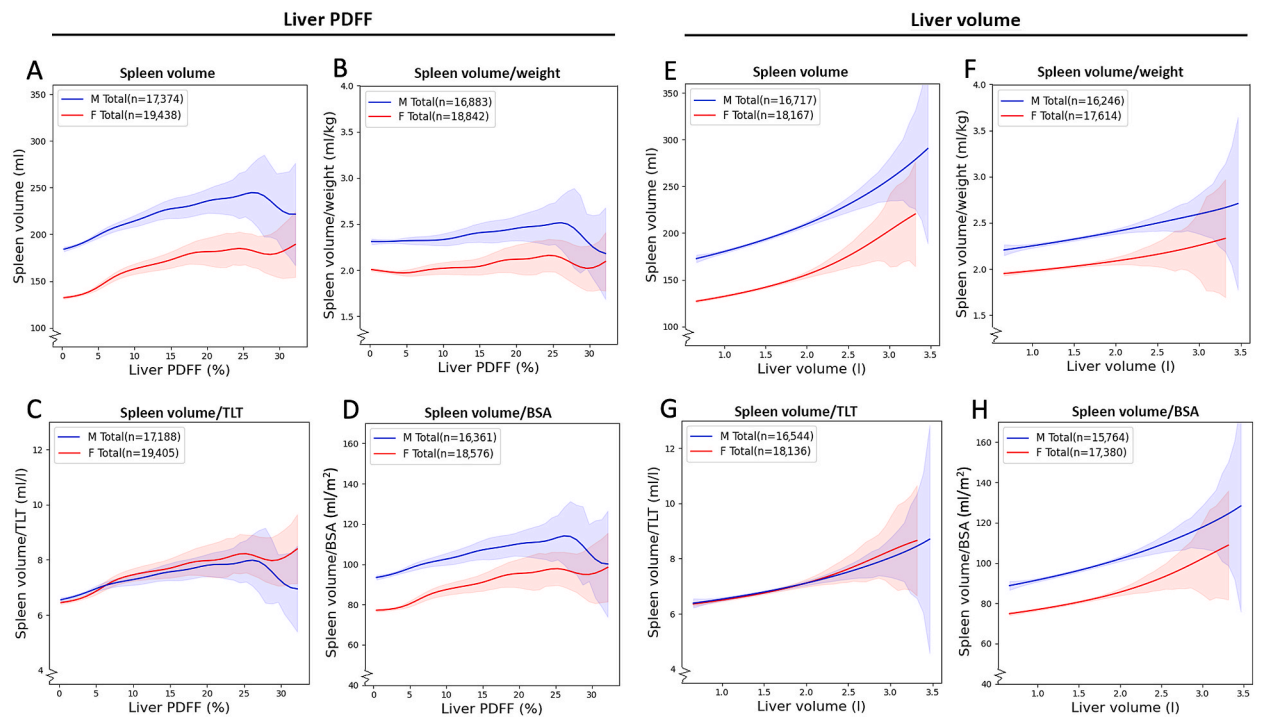 Liver PDFF
Liver volume
A
Spleen volume
M Total(n=17,374)
F Total(n=19,438)
Spleen volume (ml)
350
300
250
200
150
100
0 5 10 15 20 25 30
Liver PDFF (%)
B
Spleen volume/weight
M Total(n=16,883)
F Total(n=18,842)
Spleen volume/weight (ml/kg)
4.0
3.5
3.0
2.5
2.0
1.5
0 5 10 15 20 25 30
Liver PDFF (%)
E
Spleen volume
M Total(n=16,717)
F Total(n=18,167)
Spleen volume (ml)
350
300
250
200
150
100
1.0 1.5 2.0 2.5 3.0 3.5
Liver volume (l)
F
Spleen volume/weight
M Total(n=16,246)
F Total(n=17,614)
Spleen volume/weight (ml/kg)
4.0
3.5
3.0
2.5
2.0
1.5
1.0 1.5 2.0 2.5 3.0 3.5
Liver volume (l)
C
Spleen volume/TLT
M Total(n=17,188)
F Total(n=19,405)
Spleen volume/TLT (ml/l)
12
10
8
6
4
0 5 10 15 20 25 30
Liver PDFF (%)
D
Spleen volume/BSA
M Total(n=16,361)
F Total(n=18,576)
Spleen volume/BSA (ml/m²)
160
140
120
100
80
60
40
0 5 10 15 20 25 30
Liver PDFF (%)
G
Spleen volume/TLT
M Total(n=16,544)
F Total(n=18,136)
Spleen volume/TLT (ml/l)
12
10
8
6
4
1.0 1.5 2.0 2.5 3.0 3.5
Liver volume (l)
H
Spleen volume/BSA
M Total(n=15,764)
F Total(n=17,380)
Spleen volume/BSA (ml/m²)
160
140
120
100
80
60
40
1.0 1.5 2.0 2.5 3.0 3.5
Liver volume (l)